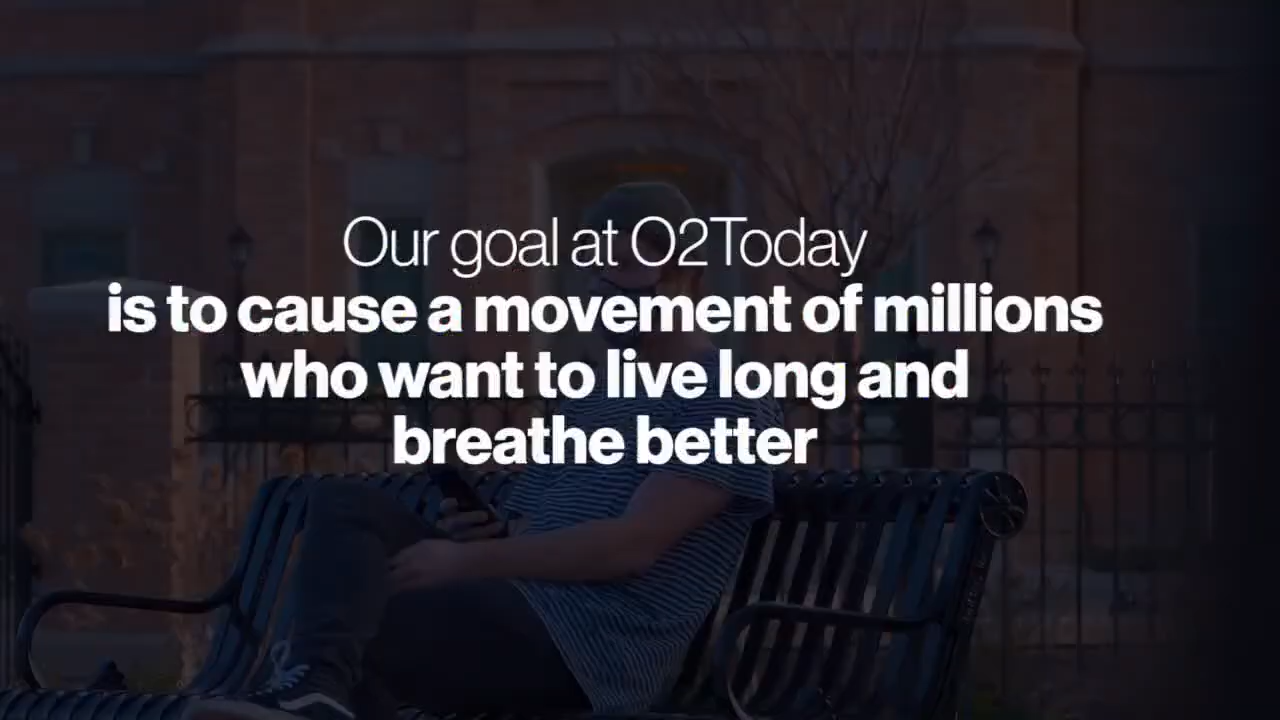 Our goal at O2Today
is to cause a movement of millions
who want to live long and
breathe better